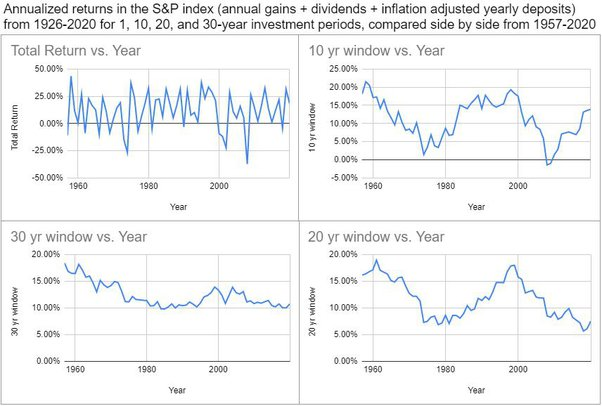 Annualized returns in the S&P index (annual gains + dividends + inflation adjusted yearly deposits)
from 1926-2020 for 1, 10, 20, and 30-year investment periods, compared side by side from 1957-2020
Total Return vs. Year
50.00%
25.00%
0.00%
-25.00%
-50.00%
Total Return
1960
1980
2000
Year
10 yr window vs. Year
25.00%
20.00%
15.00%
10.00%
5.00%
0.00%
-5.00%
10 yr window
1960
1980
2000
Year
30 yr window vs. Year
20.00%
15.00%
10.00%
5.00%
0.00%
30 yr window
1960
1980
2000
Year
20 yr window vs. Year
20.00%
15.00%
10.00%
5.00%
0.00%
20 yr window
1960
1980
2000
Year